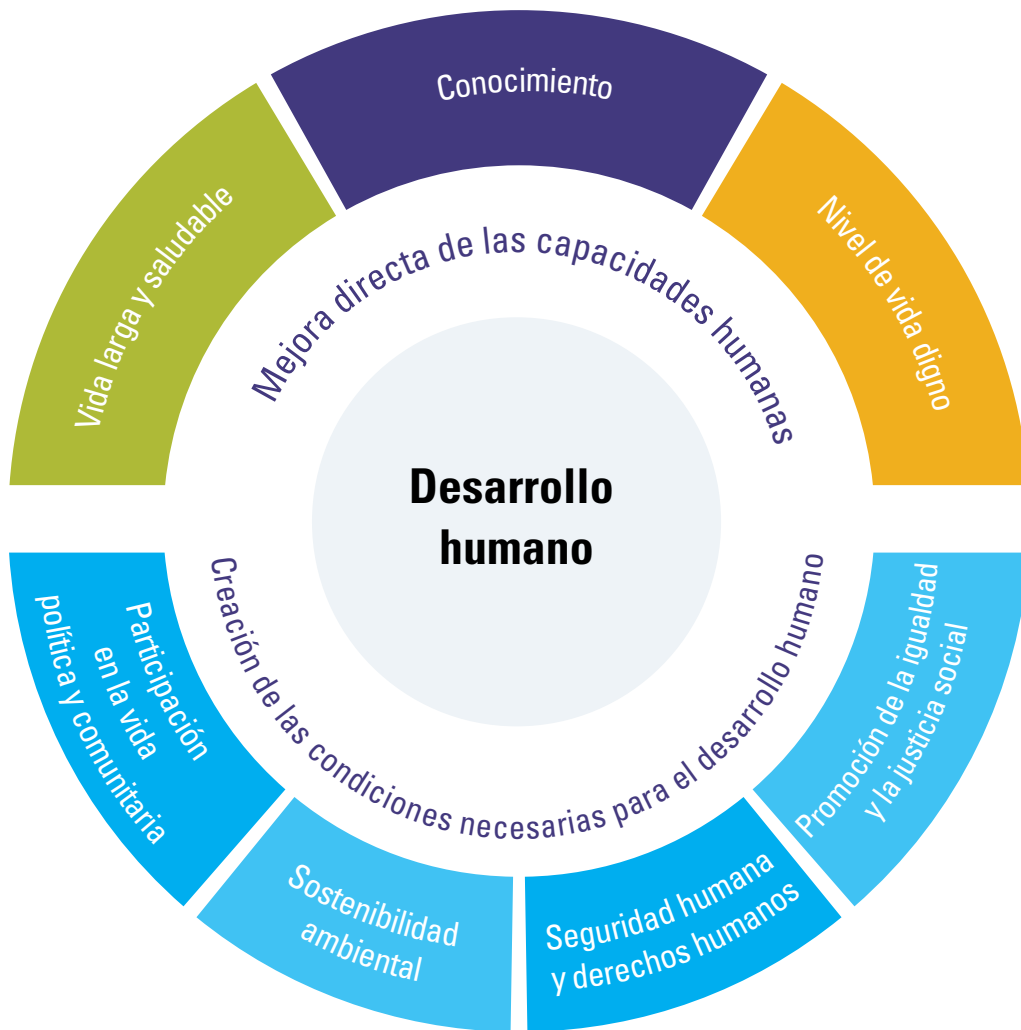 Conocimiento
Vida larga y saludable
Nivel de vida digno
Mejora directa de las capacidades humanas
Desarrollo
humano
Creación de las condiciones necesarias para el desarrollo humano
Participación
en la vida
política y comunitaria
Sostenibilidad
ambiental
Seguridad humana
y derechos humanos
Promoción de la igualdad
y la justicia social